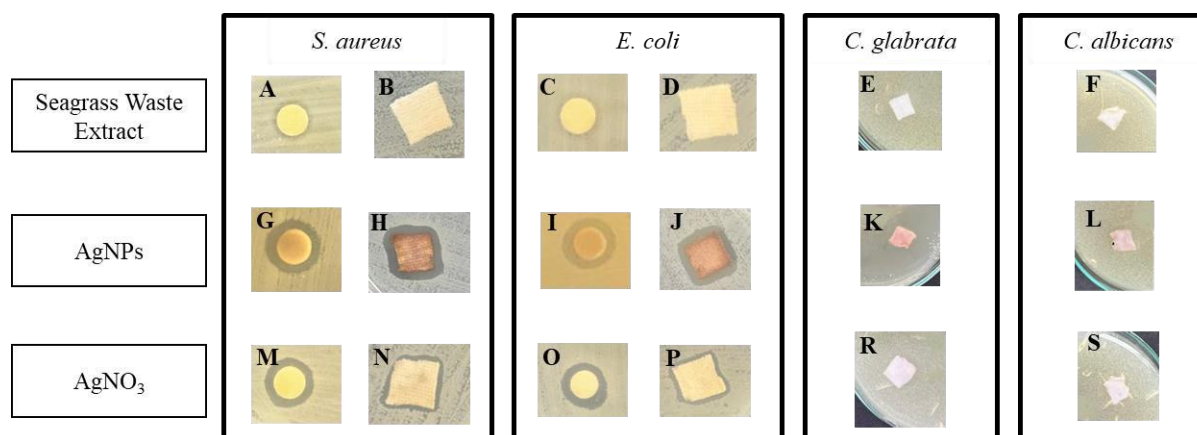 S. aureus
E. coli
C. glabrata
C. albicans
Seagrass Waste
Extract
A
B
C
D
E
F
AgNPs
G
H
I
J
K
L
AgNO₃
M
N
O
P
R
S